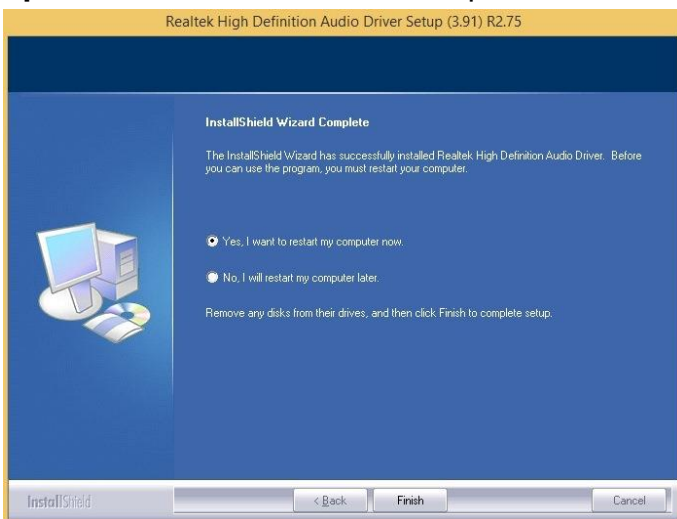 Realtek High Definition Audio Driver Setup (3.91) R2.75
InstallShield Wizard Complete
The InstallShield Wizard has successfully installed Realtek High Definition Audio Driver. Before
you can use the program, you must restart your computer.
Yes, I want to restart my computer now.
No, I will restart my computer later.
Remove any disks from their drives, and then click Finish to complete setup.
InstallShield
< Back
Finish
Cancel